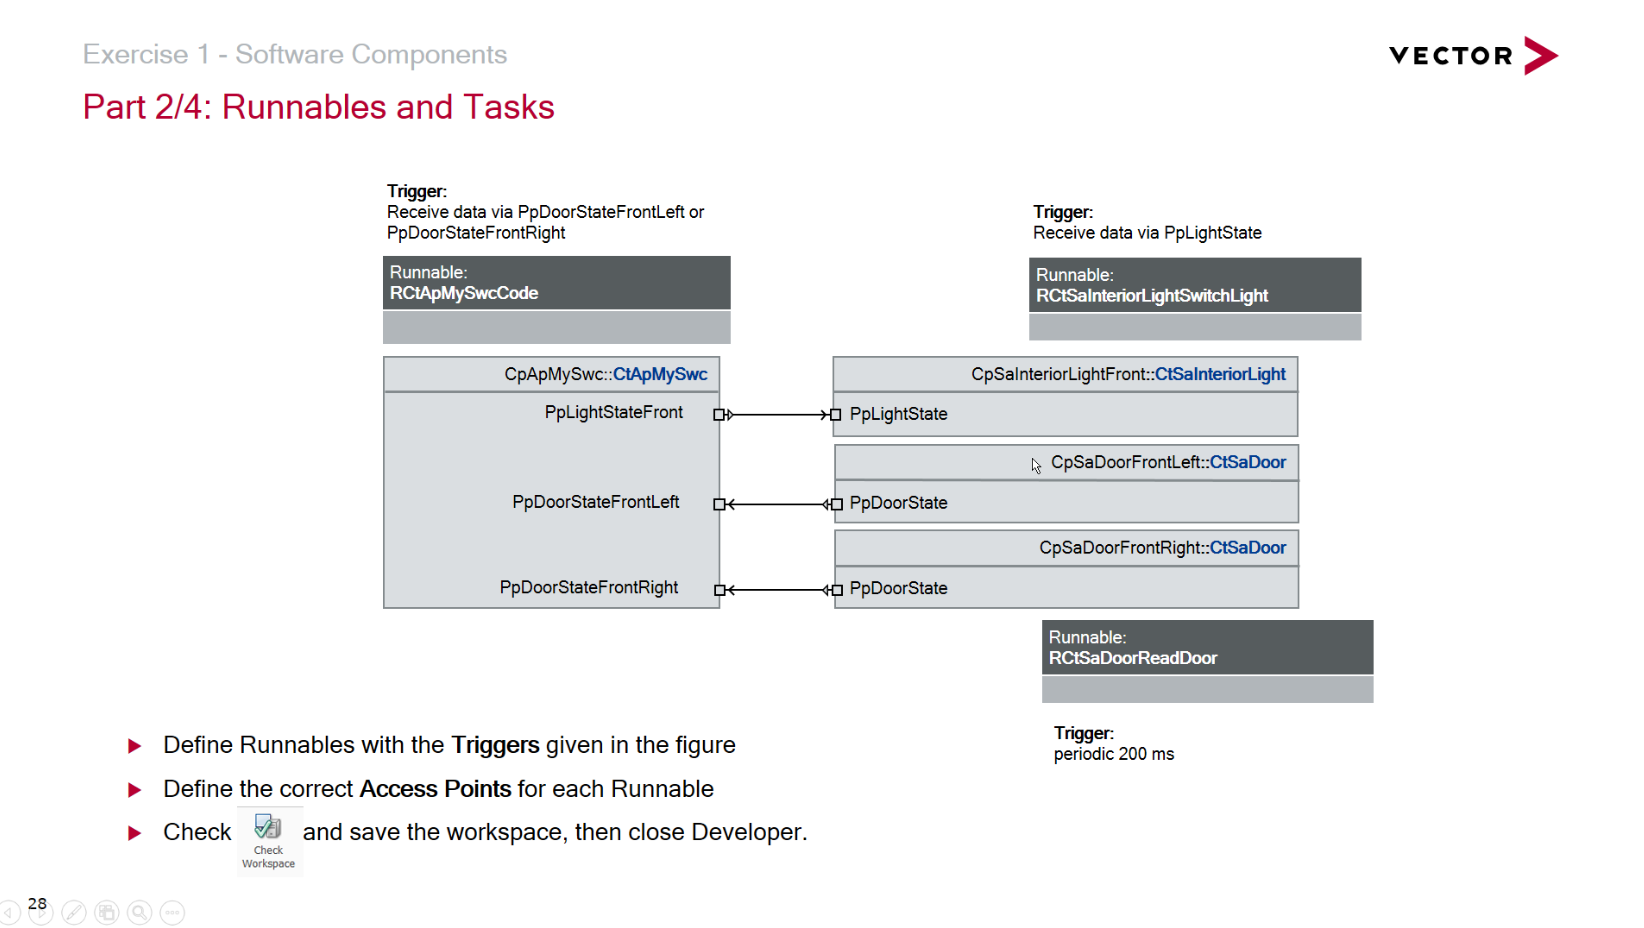 Exercise 1 - Software Components
VECTOR
Part 2/4: Runnables and Tasks
Trigger:
Receive data via PpDoorStateFrontLeft or
PpDoorStateFrontRight
Trigger:
Receive data via PpLightState
Runnable:
RCtApMySwcCode
Runnable:
RCtSaInteriorLightSwitchLight
CpApMySwc::CtApMySwc
PpLightStateFront
PpDoorStateFrontLeft
PpDoorStateFrontRight
CpSaInteriorLightFront::CtSaInteriorLight
PpLightState
CpSaDoorFrontLeft::CtSaDoor
PpDoorState
CpSaDoorFrontRight::CtSaDoor
PpDoorState
Runnable:
RCtSaDoorReadDoor
Trigger:
periodic 200 ms
Define Runnables with the Triggers given in the figure
Define the correct Access Points for each Runnable
Check and save the workspace, then close Developer.
Check
Workspace
28